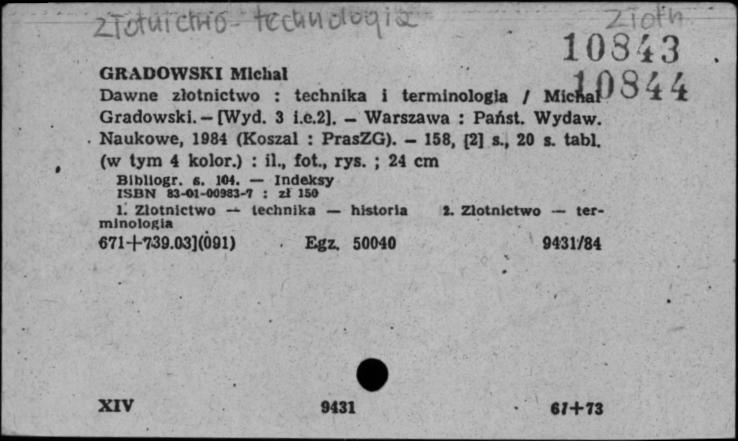 złotnictwo - technologia złotn
10843
10844
GRADOWSKI Michal
Dawne złotnictwo : technika i terminologia / Michał
Gradowski. — [Wyd. 3 i.e.2]. — Warszawa : Państ. Wydaw.
Naukowe, 1984 (Koszal : PrasZG). — 158, [2] s., 20 s. tabl.
(w tym 4 kolor.) : il., fot., rys. ; 24 cm
Bibliogr. s. 104. — Indeksy
ISBN 83-01-00983-7 : zł 150
1. Zlotnictwo — technika — historia 2. Zlotnictwo — ter-
minologia
671+739.03](091) Egz. 50040 9431/84
XIV 9431 67+73